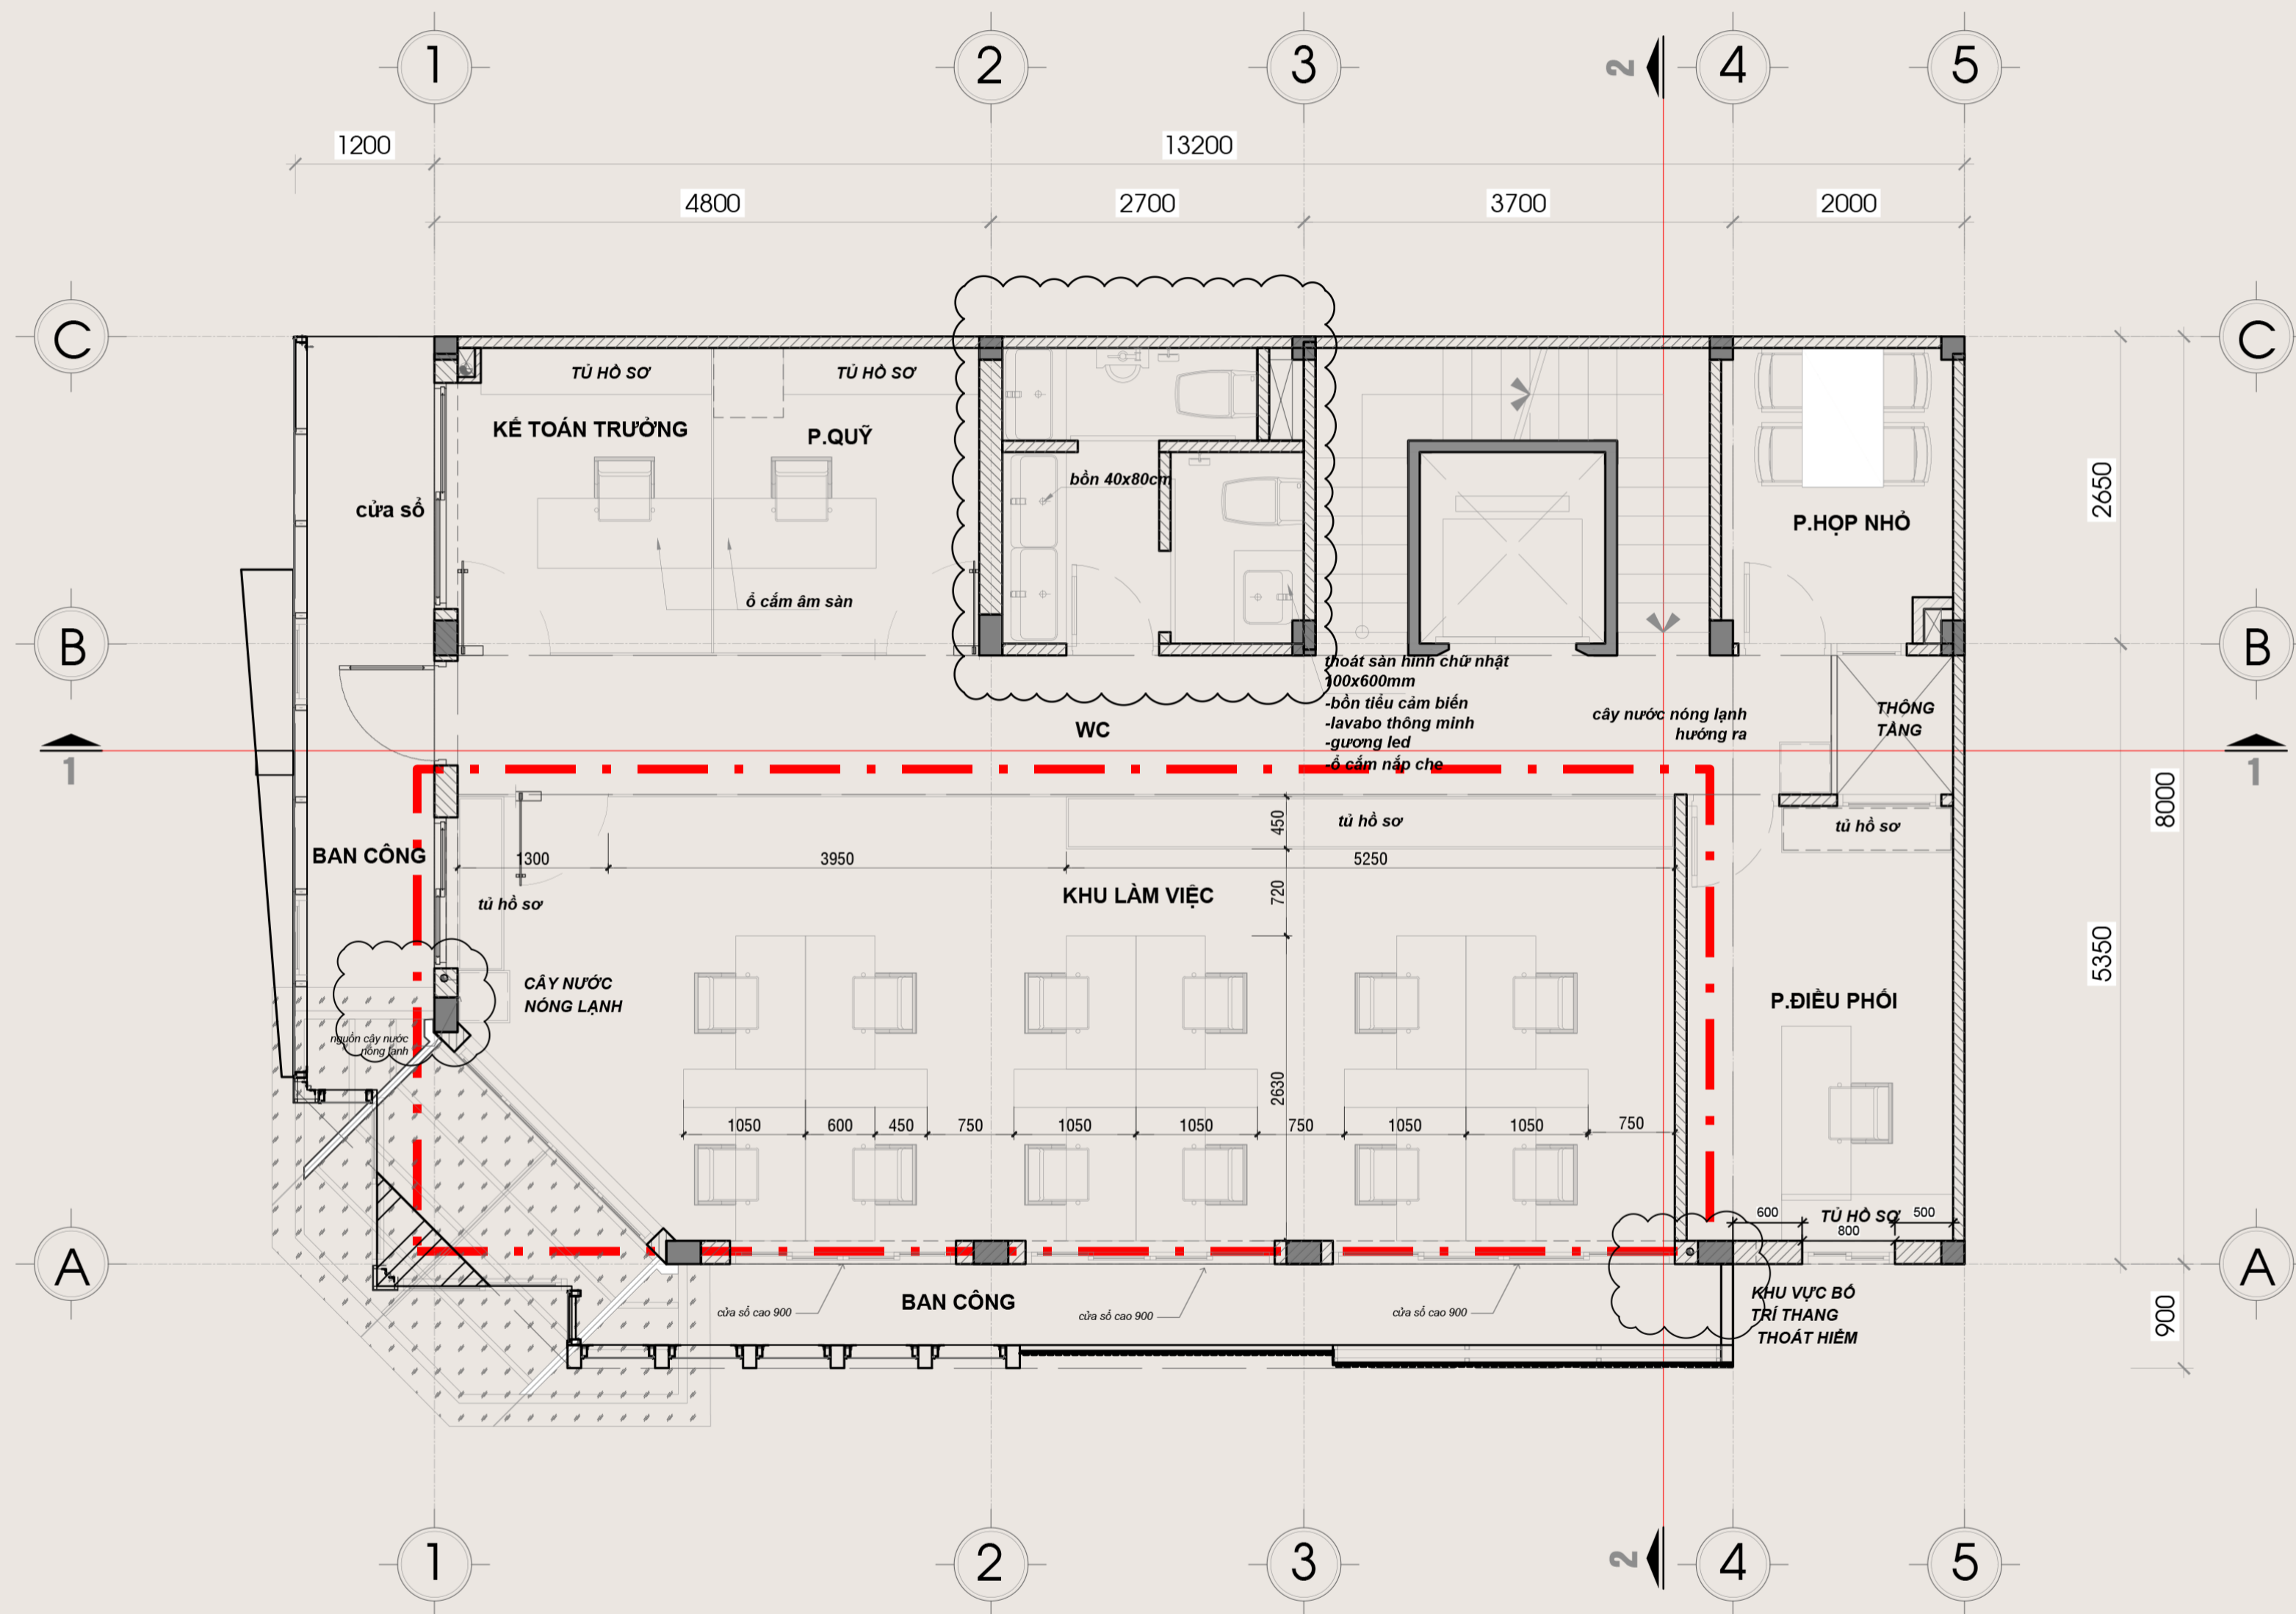 1
2
3
2
4
5
1200
13200
4800
2700
3700
2000
C
C
TỦ HỒ SƠ
TỦ HỒ SƠ
KẾ TOÁN TRƯỞNG
P.QUỸ
bồn 40x80cm
cửa sổ
2650
P.HỌP NHỎ
ổ cắm âm sàn
B
B
thoát sàn hình chữ nhật
100x600mm
-bồn tiểu cảm biến
-lavabo thông minh
-gương led
-ổ cắm nắp che
WC
cây nước nóng lạnh
hướng ra
THÔNG
TẦNG
1
1
8000
BAN CÔNG
450
tủ hồ sơ
tủ hồ sơ
1300
3950
5250
tủ hồ sơ
KHU LÀM VIỆC
720
5350
CÂY NƯỚC
NÓNG LẠNH
P.ĐIỀU PHỐI
nguồn cây nước
nóng lạnh
2630
1050
600
450
750
1050
1050
750
1050
1050
750
600
TỦ HỒ SƠ
500
800
A
A
BAN CÔNG
cửa sổ cao 900
cửa sổ cao 900
cửa sổ cao 900
KHU VỰC BỐ
TRÍ THANG
THOÁT HIỂM
900
1
2
3
2
4
5